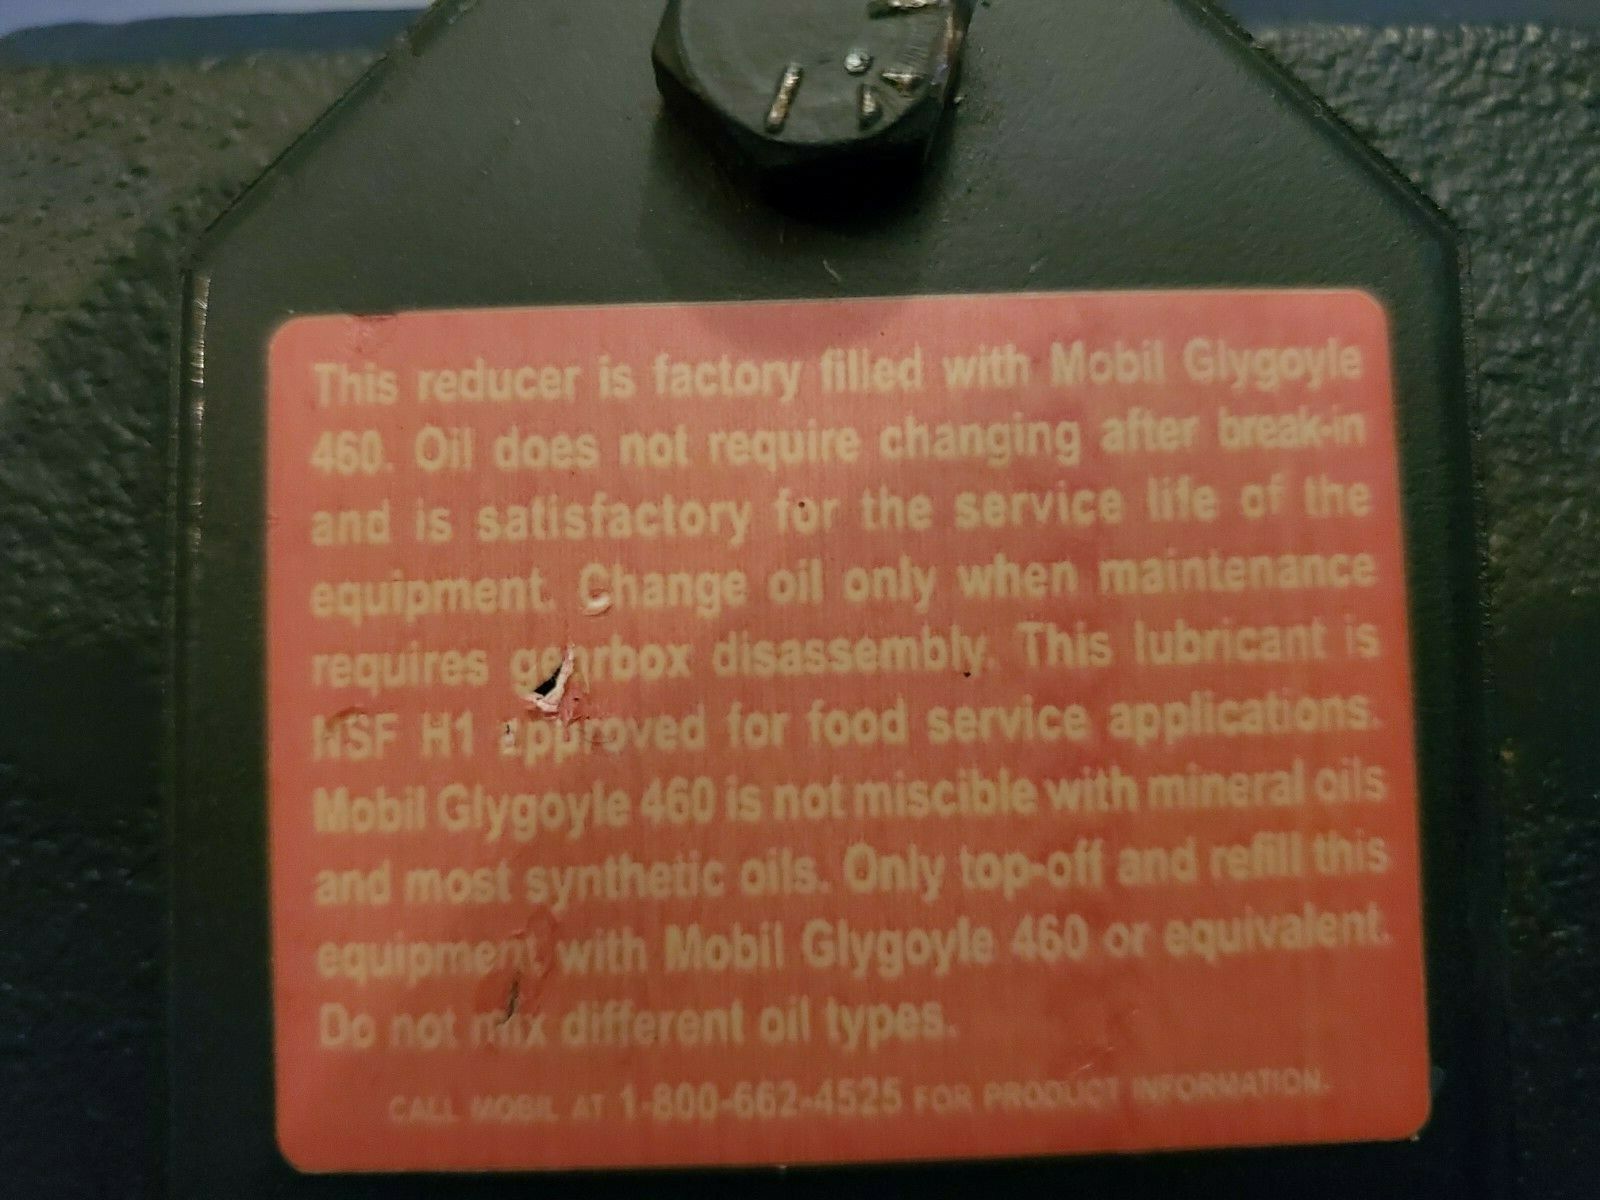 This reducer is factory filled with Mobil Glygoyle
460. Oil does not require changing after break-in
and is satisfactory for the service life of the
equipment. Change oil only when maintenance
requires gearbox disassembly. This lubricant is
NSF H1 approved for food service applications.
Mobil Glygoyle 460 is not miscible with mineral oils
and most synthetic oils. Only top-off and refill this
equipment with Mobil Glygoyle 460 or equivalent.
Do not mix different oil types.
CALL MOBIL AT 1-800-662-4525 FOR PRODUCT INFORMATION.